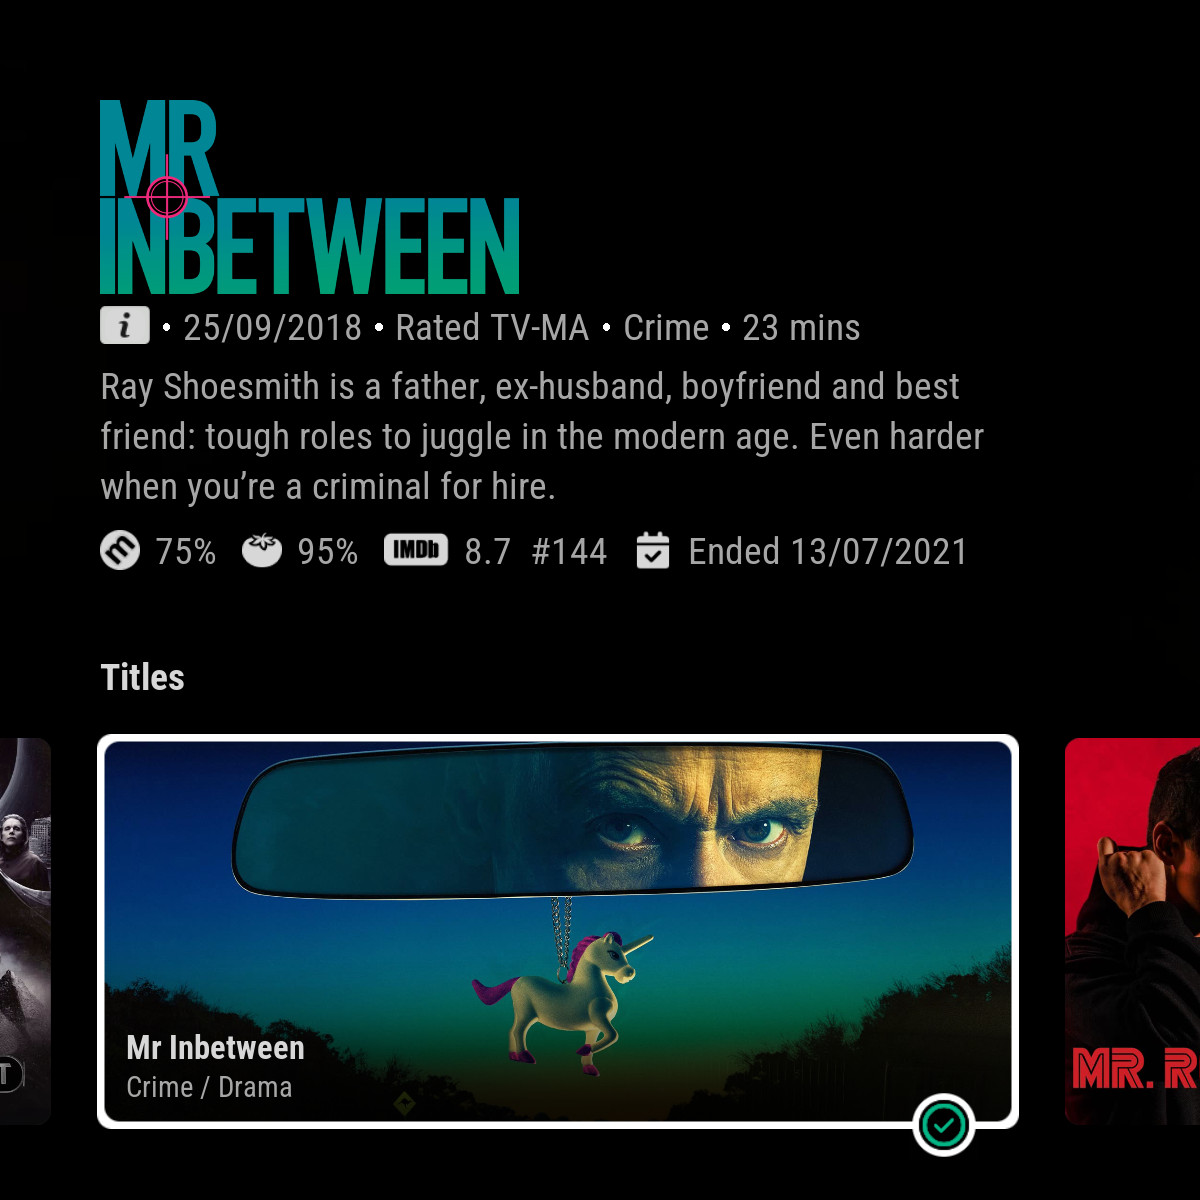 MR
INBETWEEN
i • 25/09/2018 • Rated TV-MA • Crime • 23 mins
Ray Shoesmith is a father, ex-husband, boyfriend and best
friend: tough roles to juggle in the modern age. Even harder
when you’re a criminal for hire.
m 75% 95% IMDb 8.7 #144 Ended 13/07/2021
Titles
Mr Inbetween
Crime / Drama
T
MR. R